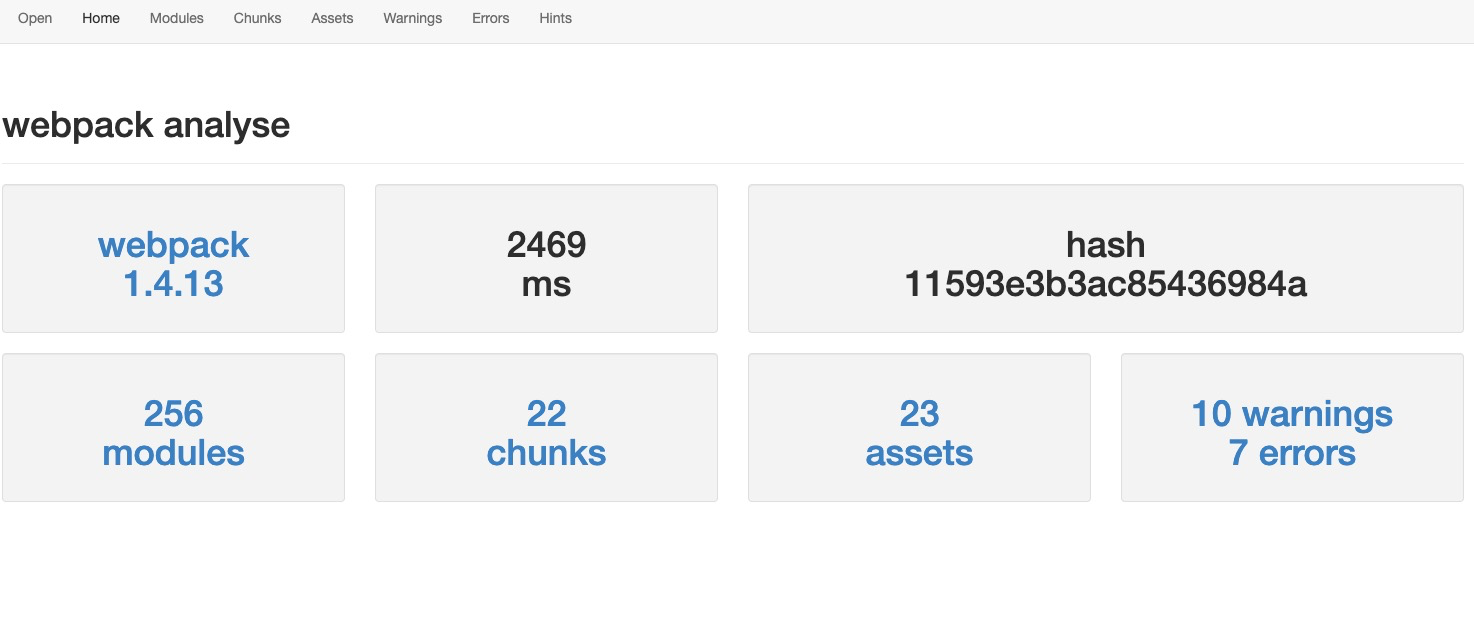 Open Home Modules Chunks Assets Warnings Errors Hints
webpack analyse
webpack
1.4.13
2469
ms
hash
11593e3b3ac85436984a
256
modules
22
chunks
23
assets
10 warnings
7 errors